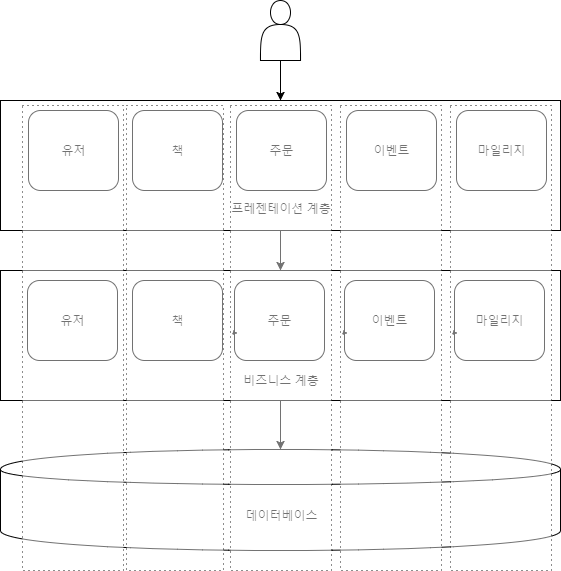 유저
책
주문
이벤트
마일리지
프레젠테이션 계층
유저
책
주문
이벤트
마일리지
비즈니스 계층
데이터베이스